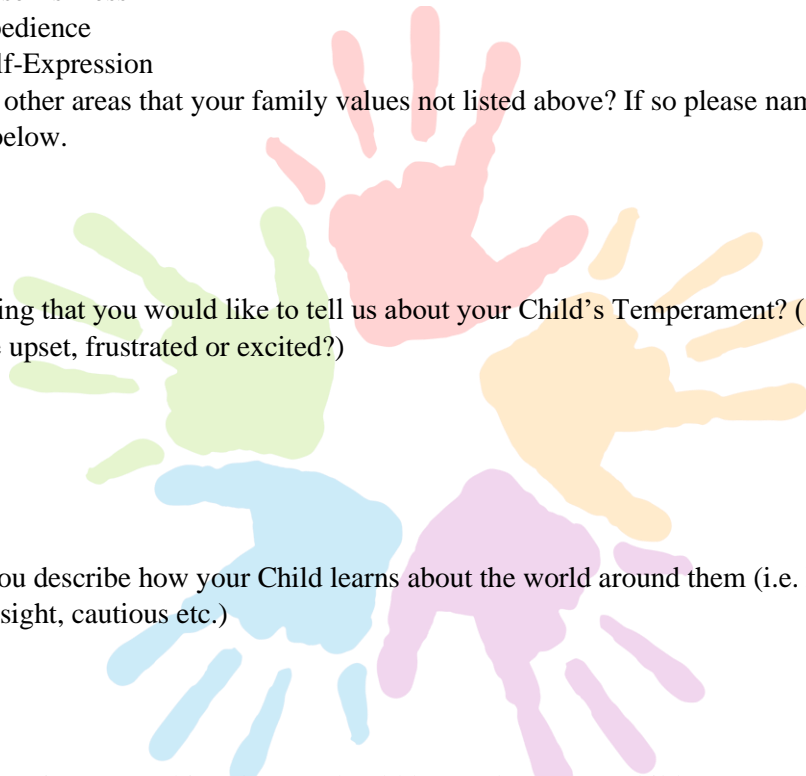 bedience
lf-Expression
other areas that your family values not listed above? If so please nam
below.
ing that you would like to tell us about your Child’s Temperament? (
e upset, frustrated or excited?)
ou describe how your Child learns about the world around them (i.e.
sight, cautious etc.)